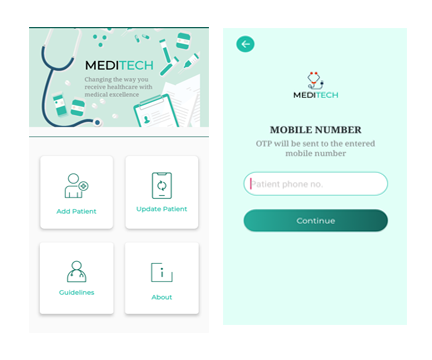 MEDITECH
Changing the way you
receive healthcare with
medical excellence
Add Patient
Update Patient
Guidelines
About
MEDITECH
MOBILE NUMBER
OTP will be sent to the entered
mobile number
Patient phone no.
Continue